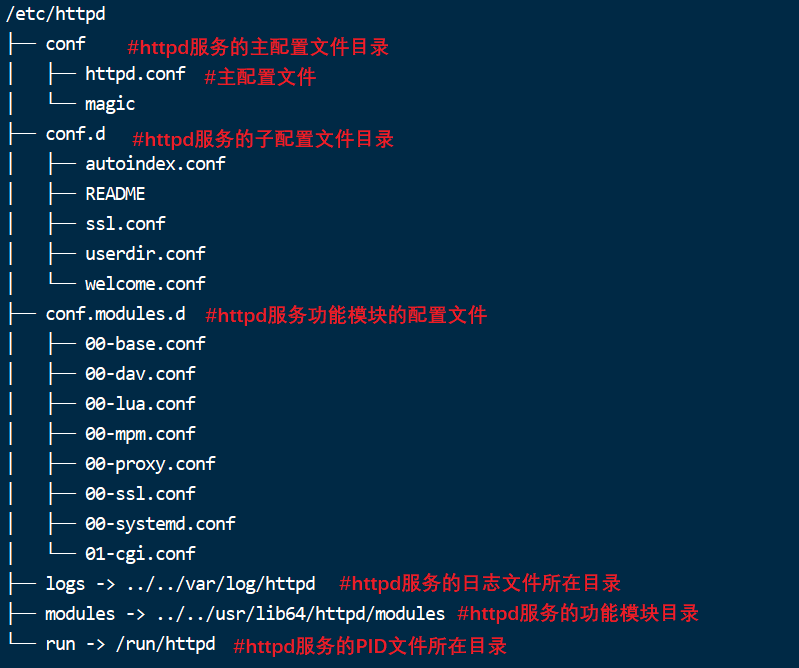 /etc/httpd
├── conf #httpd服务的主配置文件目录
│   ├── httpd.conf #主配置文件
│   └── magic
├── conf.d #httpd服务的子配置文件目录
│   ├── autoindex.conf
│   ├── README
│   ├── ssl.conf
│   ├── userdir.conf
│   └── welcome.conf
├── conf.modules.d #httpd服务功能模块的配置文件
│   ├── 00-base.conf
│   ├── 00-dav.conf
│   ├── 00-lua.conf
│   ├── 00-mpm.conf
│   ├── 00-proxy.conf
│   ├── 00-ssl.conf
│   ├── 00-systemd.conf
│   └── 01-cgi.conf
├── logs -> ../../var/log/httpd #httpd服务的日志文件所在目录
├── modules -> ../../usr/lib64/httpd/modules #httpd服务的功能模块目录
└── run -> /run/httpd #httpd服务的PID文件所在目录